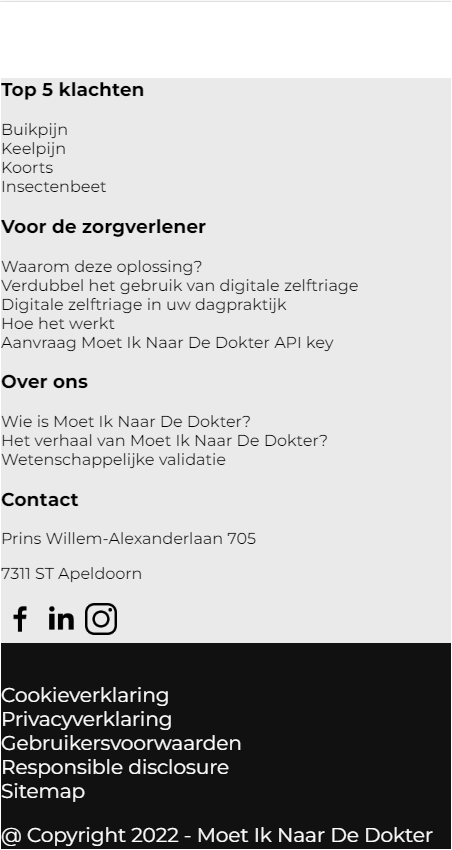 Top 5 klachten
Buikpijn
Keelpijn
Koorts
Insectenbeet
Voor de zorgverlener
Waarom deze oplossing?
Verdubbel het gebruik van digitale zelftriage
Digitale zelftriage in uw dagpraktijk
Hoe het werkt
Aanvraag Moet Ik Naar De Dokter API key
Over ons
Wie is Moet Ik Naar De Dokter?
Het verhaal van Moet Ik Naar De Dokter?
Wetenschappelijke validatie
Contact
Prins Willem-Alexanderlaan 705
7311 ST Apeldoorn
Cookieverklaring
Privacyverklaring
Gebruikersvoorwaarden
Responsible disclosure
Sitemap
@ Copyright 2022 - Moet Ik Naar De Dokter